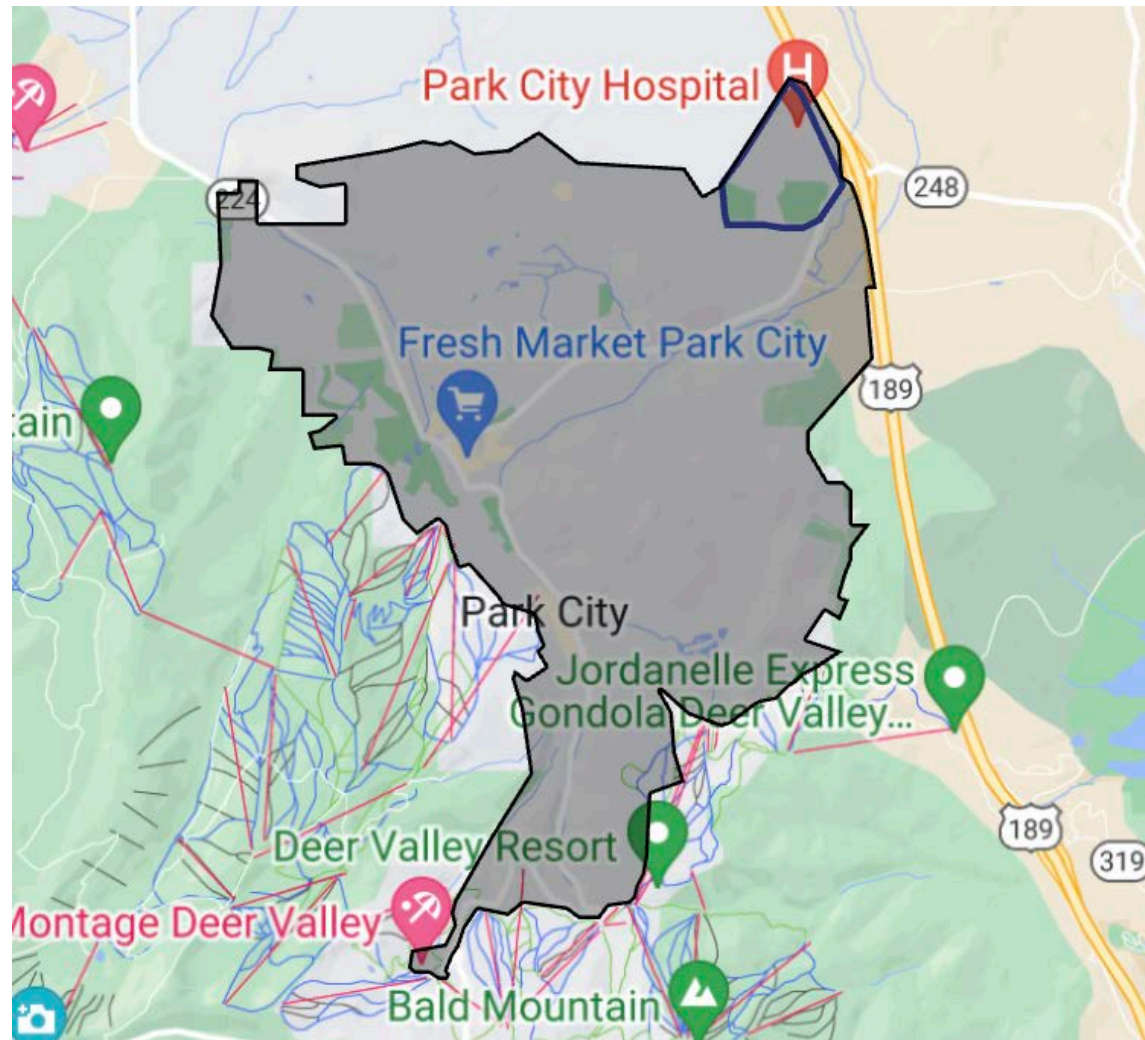 Park City Hospital
H
248
224
Fresh Market Park City
189
tain
Park City
Jordanelle Express
Gondola Deer Valley...
189
Deer Valley Resort
319
Montage Deer Valley
Bald Mountain